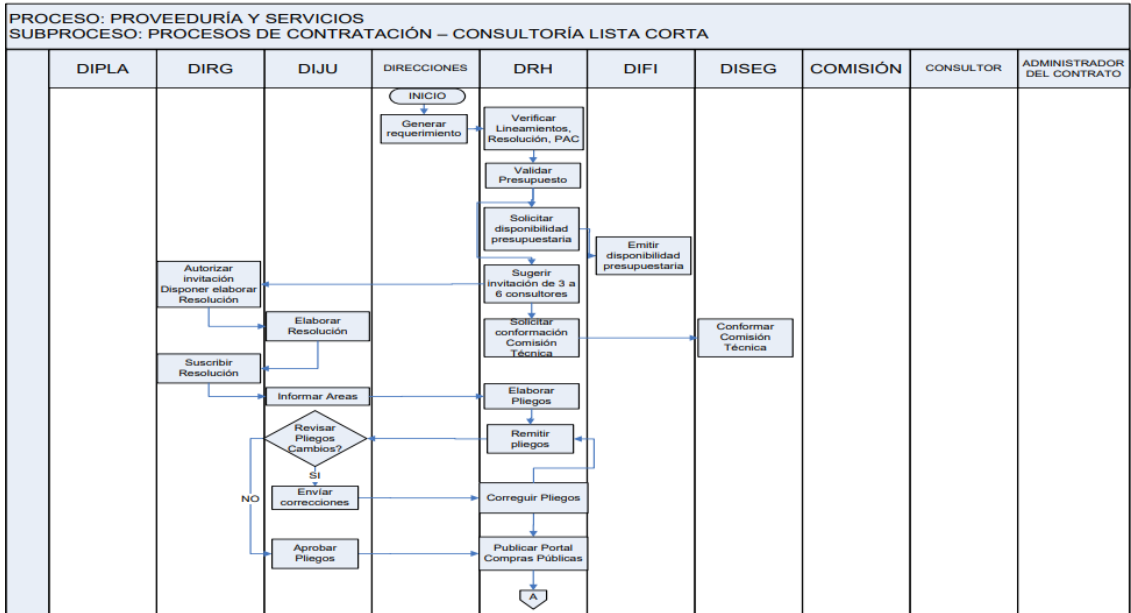 PROCESO: PROVEEDURÍA Y SERVICIOS
SUBPROCESO: PROCESOS DE CONTRATACIÓN – CONSULTORÍA LISTA CORTA
DIPLA
DIRG
DIJU
DIRECCIONES
DRH
DIFI
DISEG
COMISIÓN
CONSULTOR
ADMINISTRADOR
DEL CONTRATO
INICIO
Generar
requerimiento
Verificar
Lineamientos,
Resolución, PAC
Validar
Presupuesto
Solicitar
disponibilidad
presupuestaria
Emitir
disponibilidad
presupuestaria
Sugerir
invitación de 3 a
6 consultores
Autorizar
invitación
Disponer elaborar
Resolución
Elaborar
Resolución
Solicitar
conformación
Comisión
Técnica
Conformar
Comisión
Técnica
Suscribir
Resolución
Informar Areas
Elaborar
Pliegos
Remitir
pliegos
Revisar
Pliegos
Cambios?
SI
NO
Envíar
correcciones
Correguir Pliegos
Aprobar
Pliegos
Publicar Portal
Compras Públicas
A